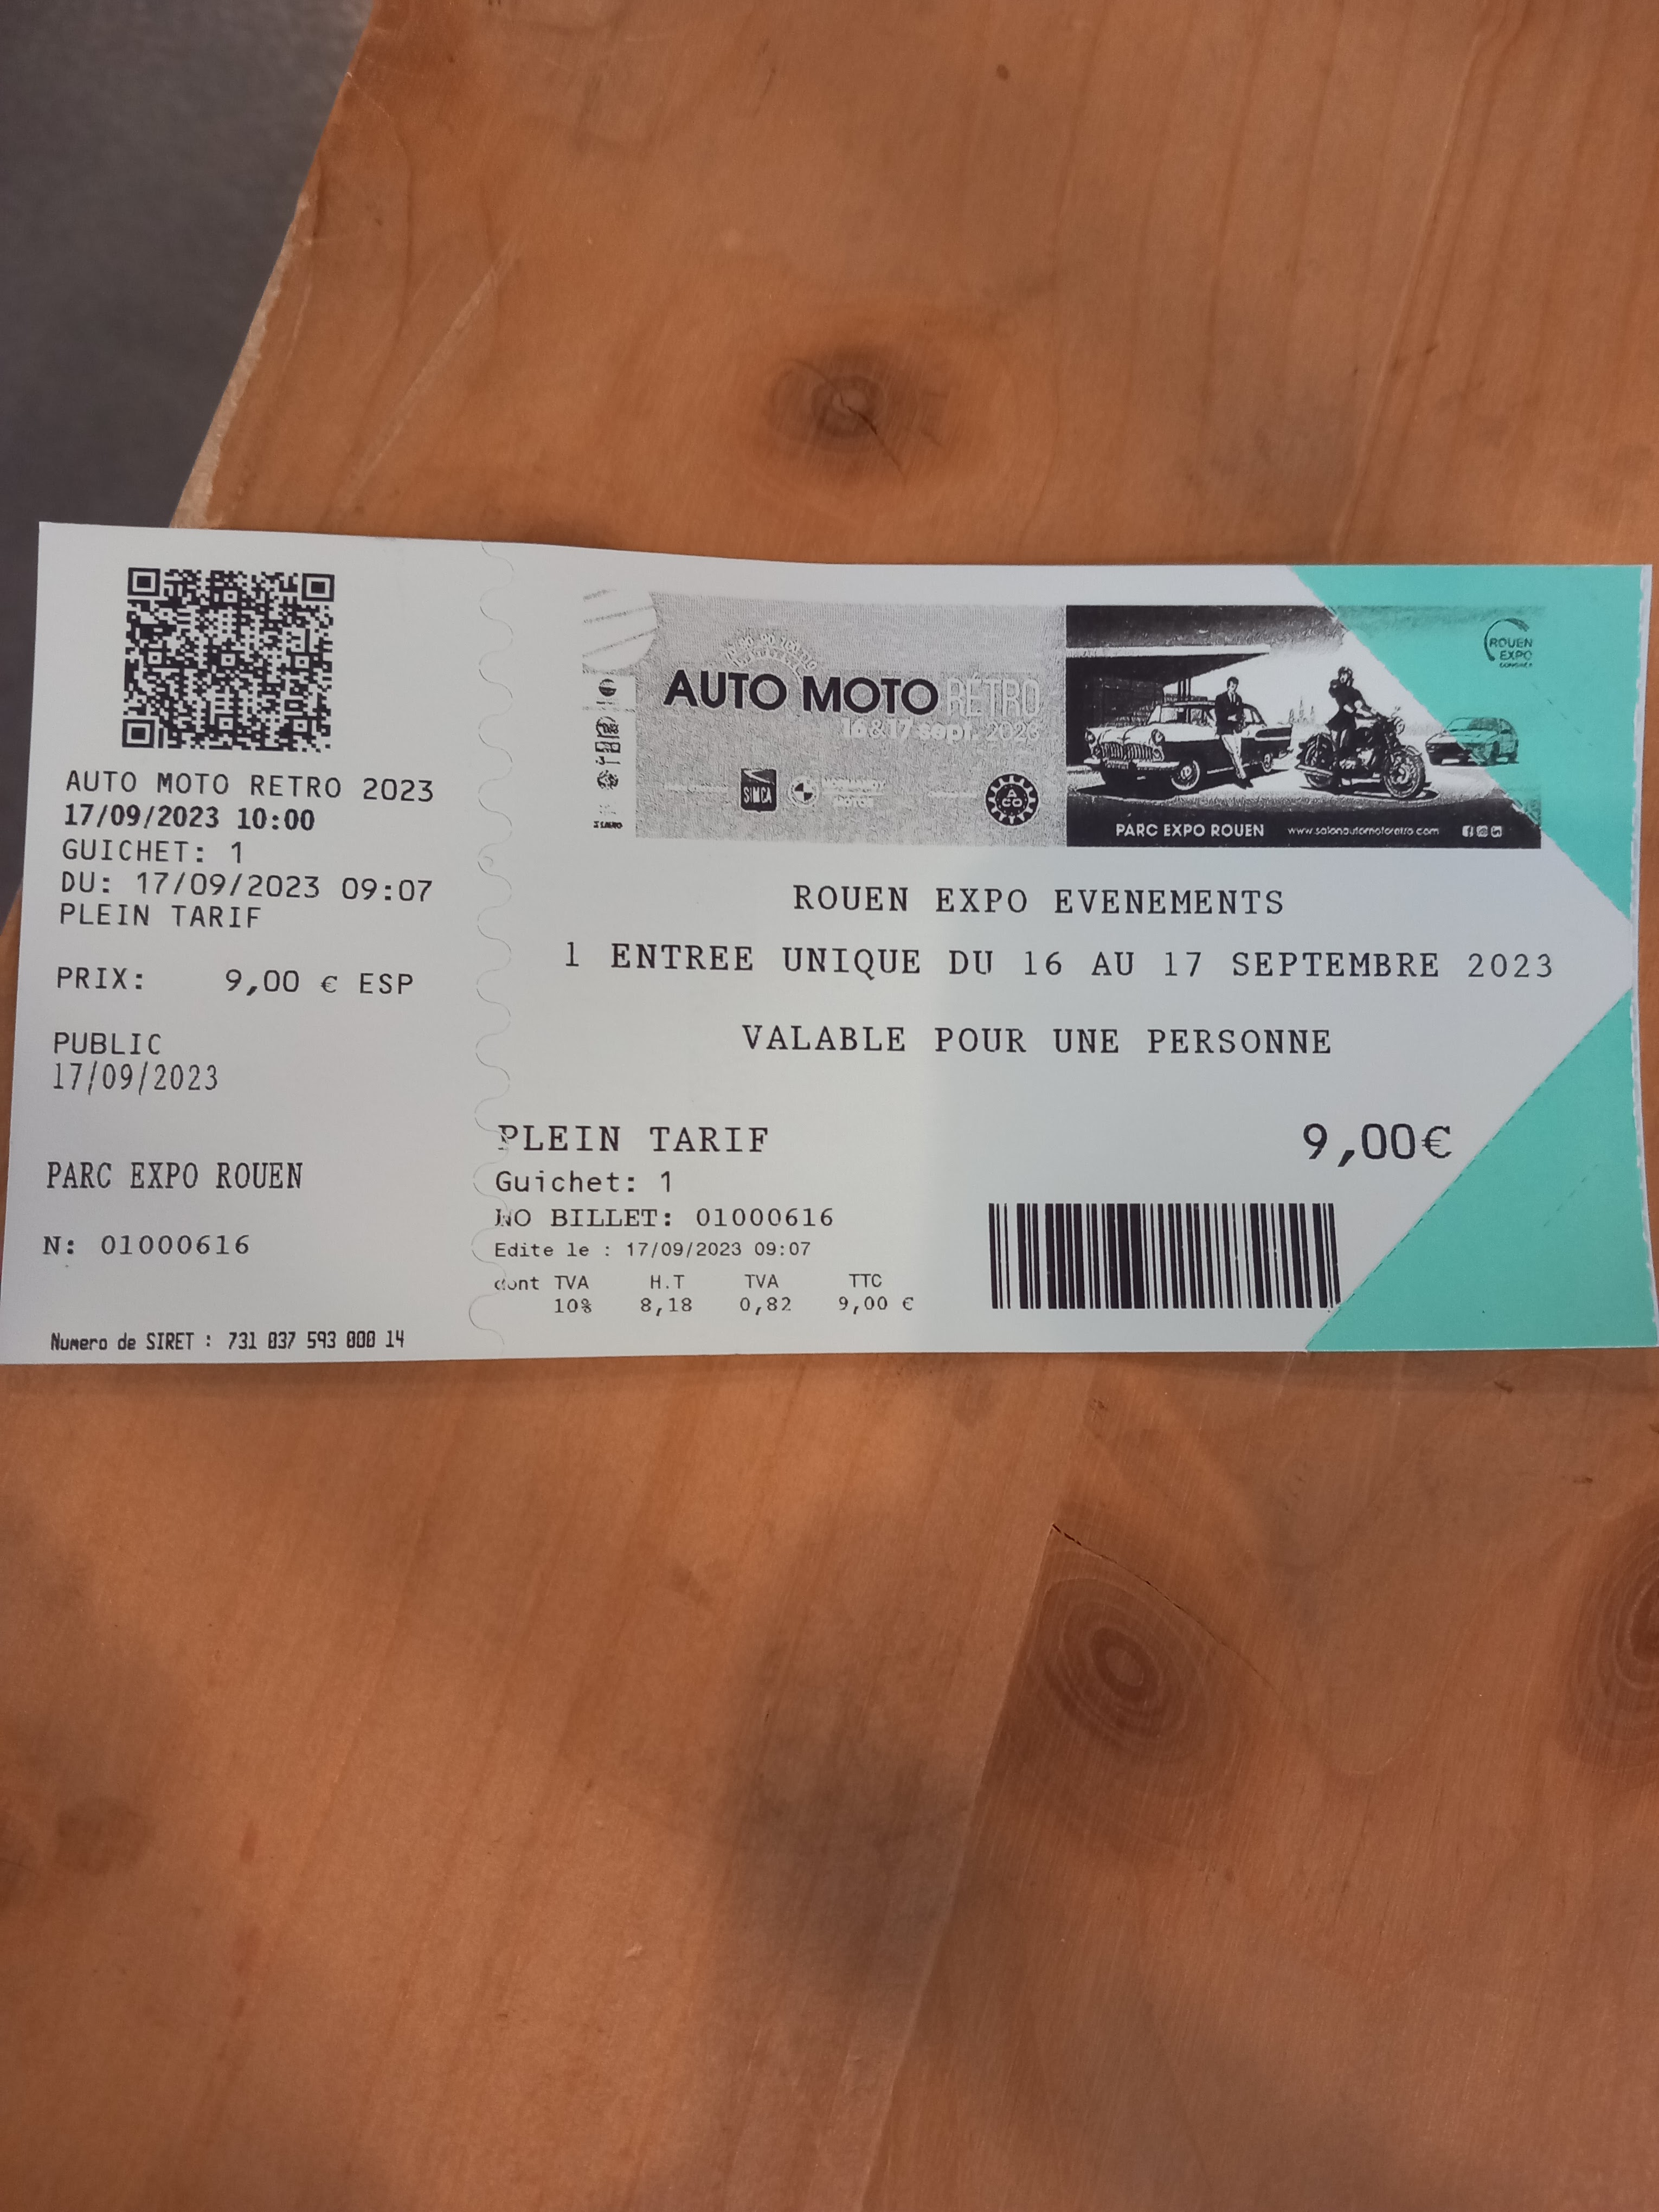 AUTO MOTO RETRO 2023
17/09/2023 10:00
GUICHET: 1
DU: 17/09/2023 09:07
PLEIN TARIF
PRIX: 9,00 € ESP
PUBLIC
17/09/2023
PARC EXPO ROUEN
N: 01000616
Numero de SIRET : 731 037 593 000 14
AUTO MOTO RÉTRO
16&17 sept. 2023
SIMCA
ACO
ROUEN
EXPO
CONGRES
PARC EXPO ROUEN www.salonautomotoretro.com
ROUEN EXPO EVENEMENTS
1 ENTREE UNIQUE DU 16 AU 17 SEPTEMBRE 2023
VALABLE POUR UNE PERSONNE
PLEIN TARIF 9,00€
Guichet: 1
NO BILLET: 01000616
Edite le : 17/09/2023 09:07
dont TVA H.T TVA TTC
10% 8,18 0,82 9,00 €